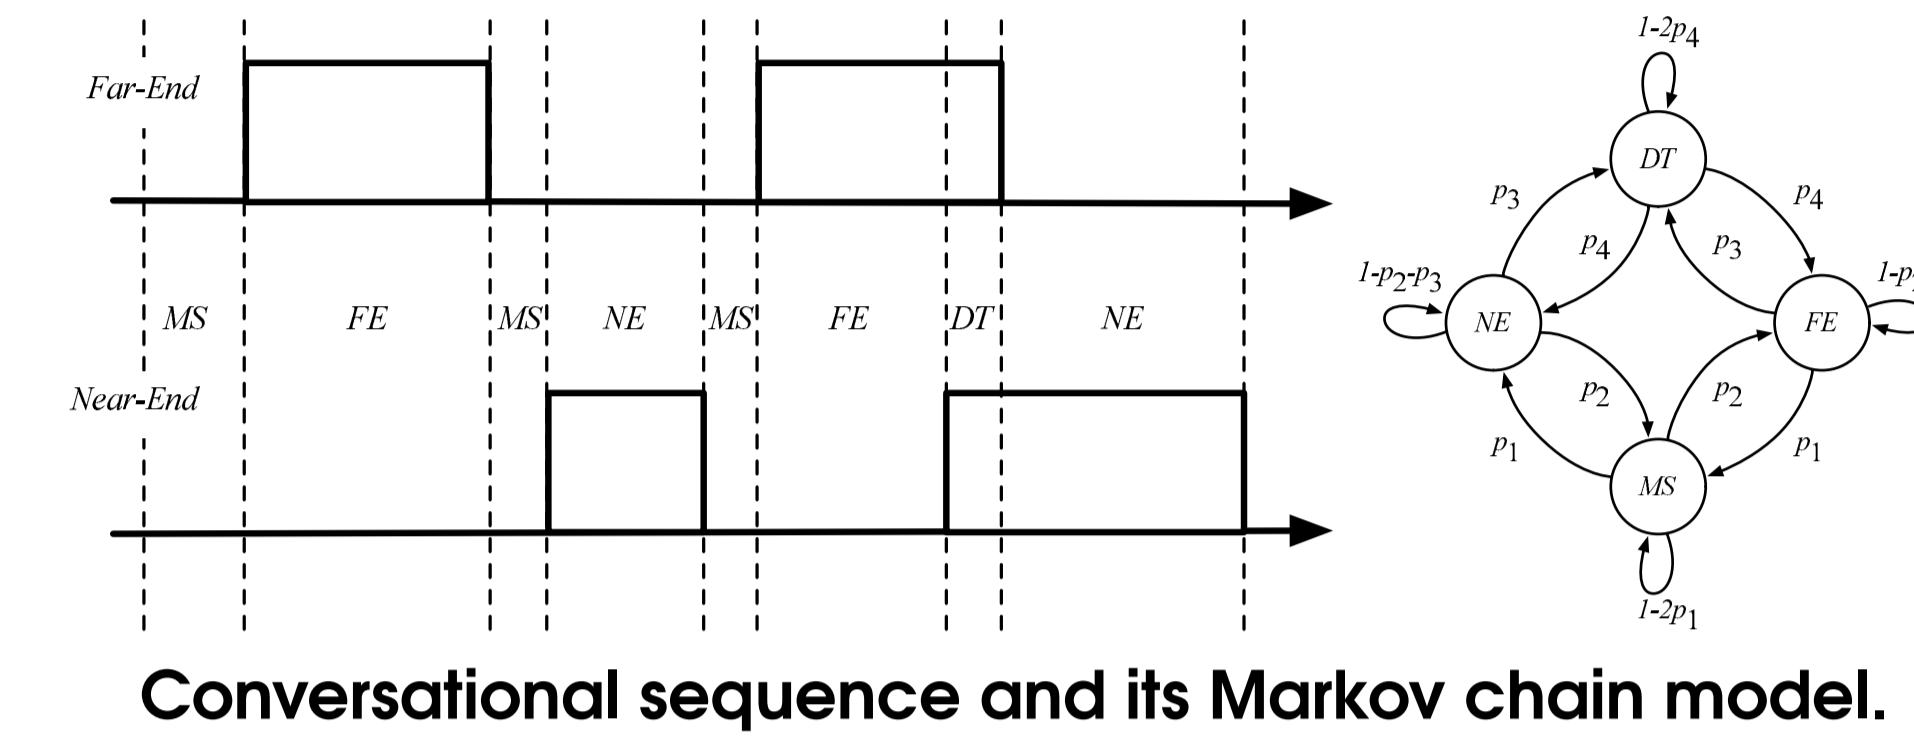 Far-End
MS FE MS NE MS FE DT NE
Near-End
1-2p4
DT
p3 p4
p4 p3
1-p2-p3
NE FE
p2 p2
p1 p1
MS
1-2p1
Conversational sequence and its Markov chain model.